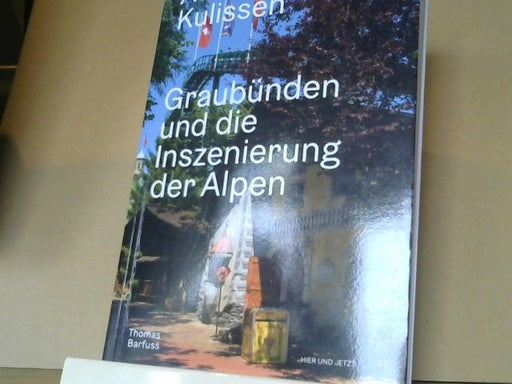 Kulissen
Graubünden
und die
Inszenierung
der Alpen
Thomas
Barfuss
HIER UND JETZT